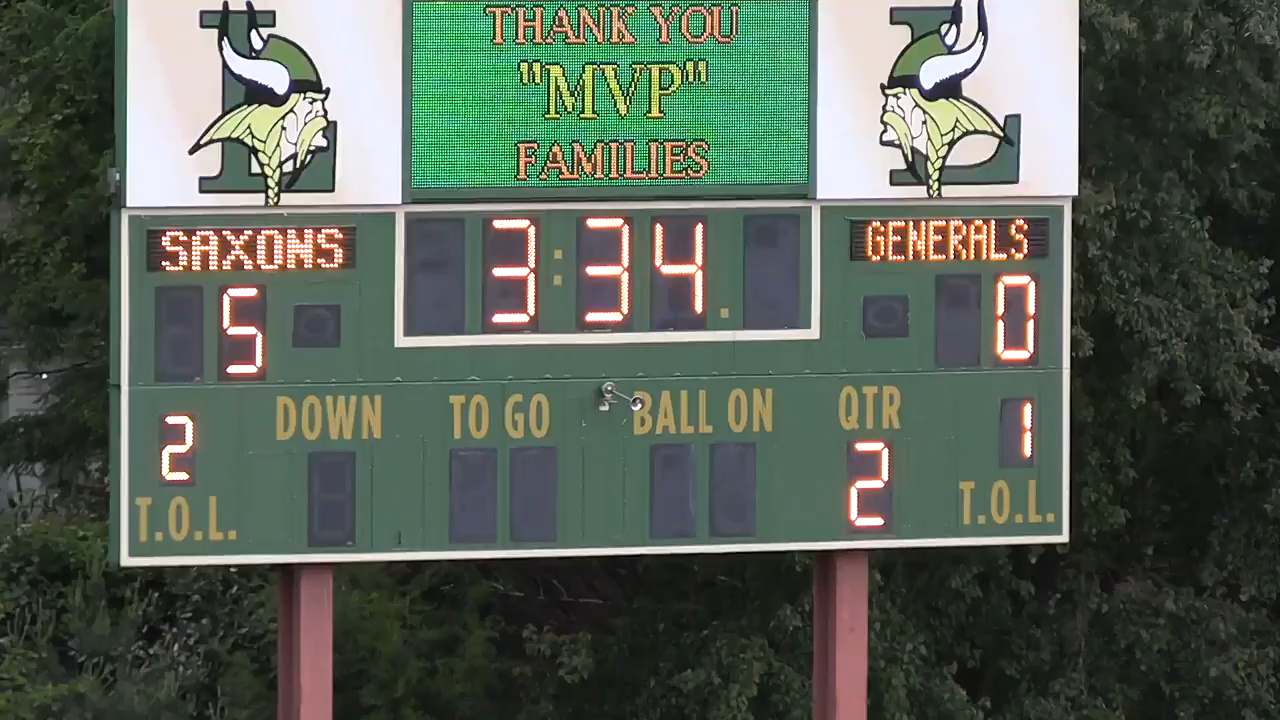 THANK YOU
"MVP"
FAMILIES
L
L
SAXONS
3:34
GENERALS
5
0
DOWN
TO GO
BALL ON
QTR
2
2
1
T.O.L.
T.O.L.